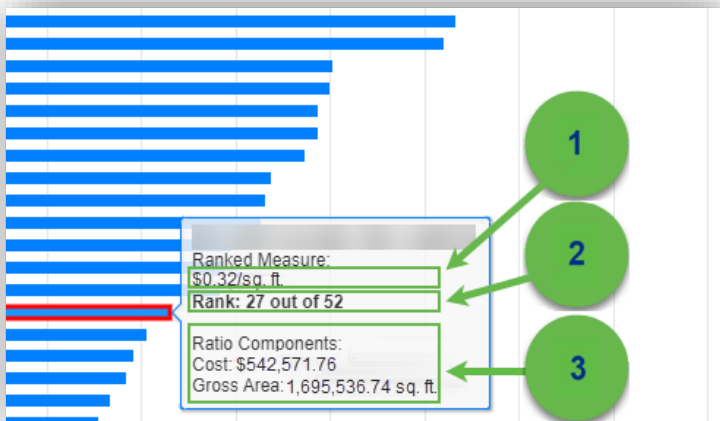 1
Ranked Measure:
$0.32/sq. ft.
2
Rank: 27 out of 52
Ratio Components:
Cost: $542,571.76
Gross Area: 1,695,536.74 sq. ft.
3